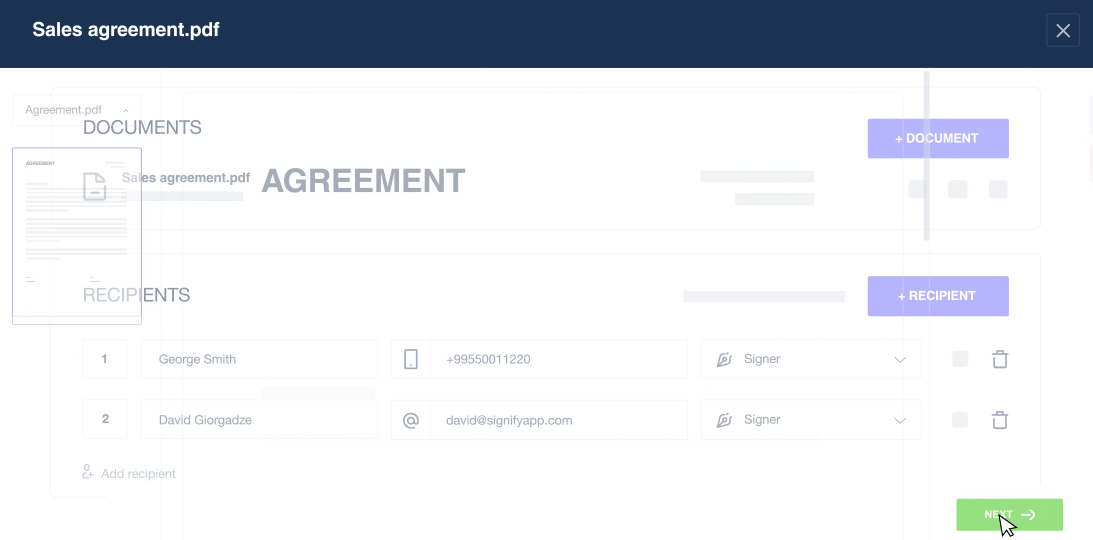 Sales agreement.pdf
Agreement.pdf
DOCUMENTS
+ DOCUMENT
AGREEMENT
Sales agreement.pdf
AGREEMENT
RECIPIENTS
+ RECIPIENT
1 George Smith +99550011220 Signer
2 David Giorgadze @ david@signifyapp.com Signer
Add recipient
NEXT